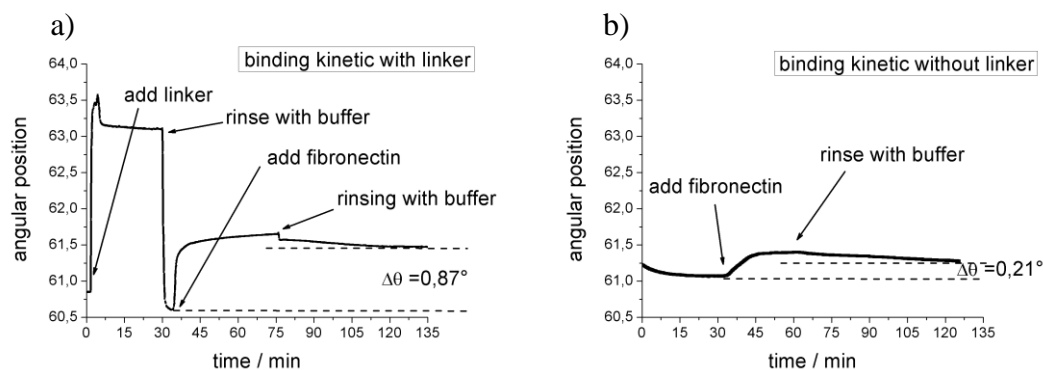 a)
binding kinetic with linker
64,0
63,5
63,0
62,5
62,0
61,5
61,0
60,5
angular position
add linker
rinse with buffer
add fibronectin
rinsing with buffer
Δθ =0,87°
0 15 30 45 60 75 90 105 120 135
time / min
b)
binding kinetic without linker
64,0
63,5
63,0
62,5
62,0
61,5
61,0
60,5
angular position
rinse with buffer
add fibronectin
Δθ =0,21°
0 15 30 45 60 75 90 105 120 135
time / min